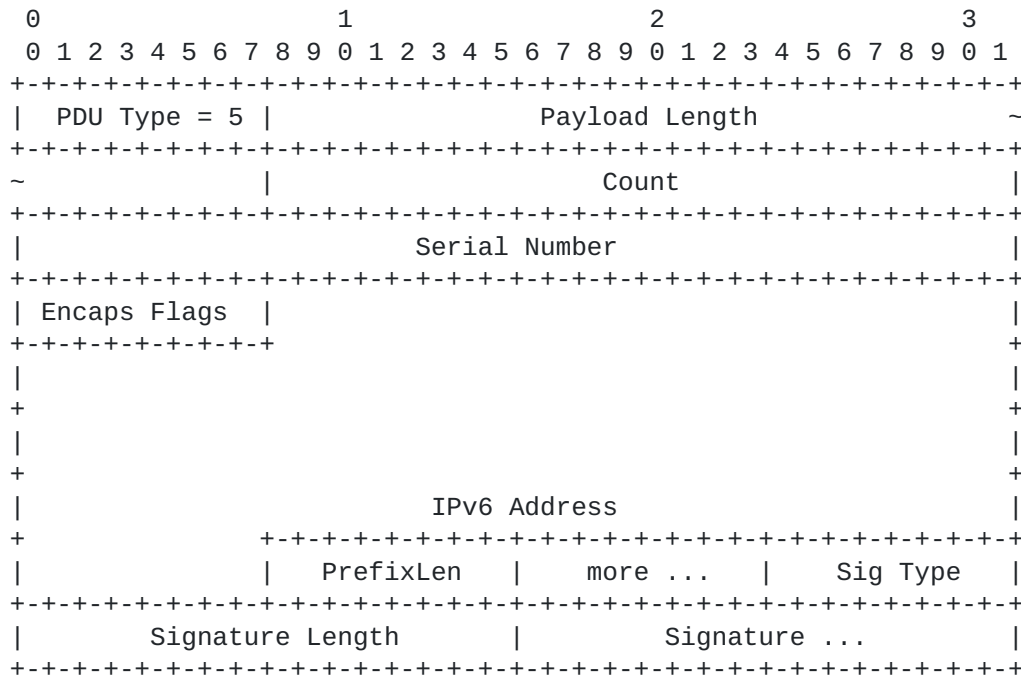 0                   1                   2                   3
 0 1 2 3 4 5 6 7 8 9 0 1 2 3 4 5 6 7 8 9 0 1 2 3 4 5 6 7 8 9 0 1
+-+-+-+-+-+-+-+-+-+-+-+-+-+-+-+-+-+-+-+-+-+-+-+-+-+-+-+-+-+-+-+-+
|  PDU Type = 5 |                 Payload Length                ~
+-+-+-+-+-+-+-+-+-+-+-+-+-+-+-+-+-+-+-+-+-+-+-+-+-+-+-+-+-+-+-+-+
~               |                     Count                     |
+-+-+-+-+-+-+-+-+-+-+-+-+-+-+-+-+-+-+-+-+-+-+-+-+-+-+-+-+-+-+-+-+
|                         Serial Number                         |
+-+-+-+-+-+-+-+-+-+-+-+-+-+-+-+-+-+-+-+-+-+-+-+-+-+-+-+-+-+-+-+-+
| Encaps Flags  |                                               |
+-+-+-+-+-+-+-+-+                                               +
|                                                               |
+                                                               +
|                                                               |
+                                                               +
|                          IPv6 Address                         |
+               +-+-+-+-+-+-+-+-+-+-+-+-+-+-+-+-+-+-+-+-+-+-+-+-+
|               |   PrefixLen   |    more ...   |    Sig Type   |
+-+-+-+-+-+-+-+-+-+-+-+-+-+-+-+-+-+-+-+-+-+-+-+-+-+-+-+-+-+-+-+-+
|        Signature Length       |         Signature ...         |
+-+-+-+-+-+-+-+-+-+-+-+-+-+-+-+-+-+-+-+-+-+-+-+-+-+-+-+-+-+-+-+-+